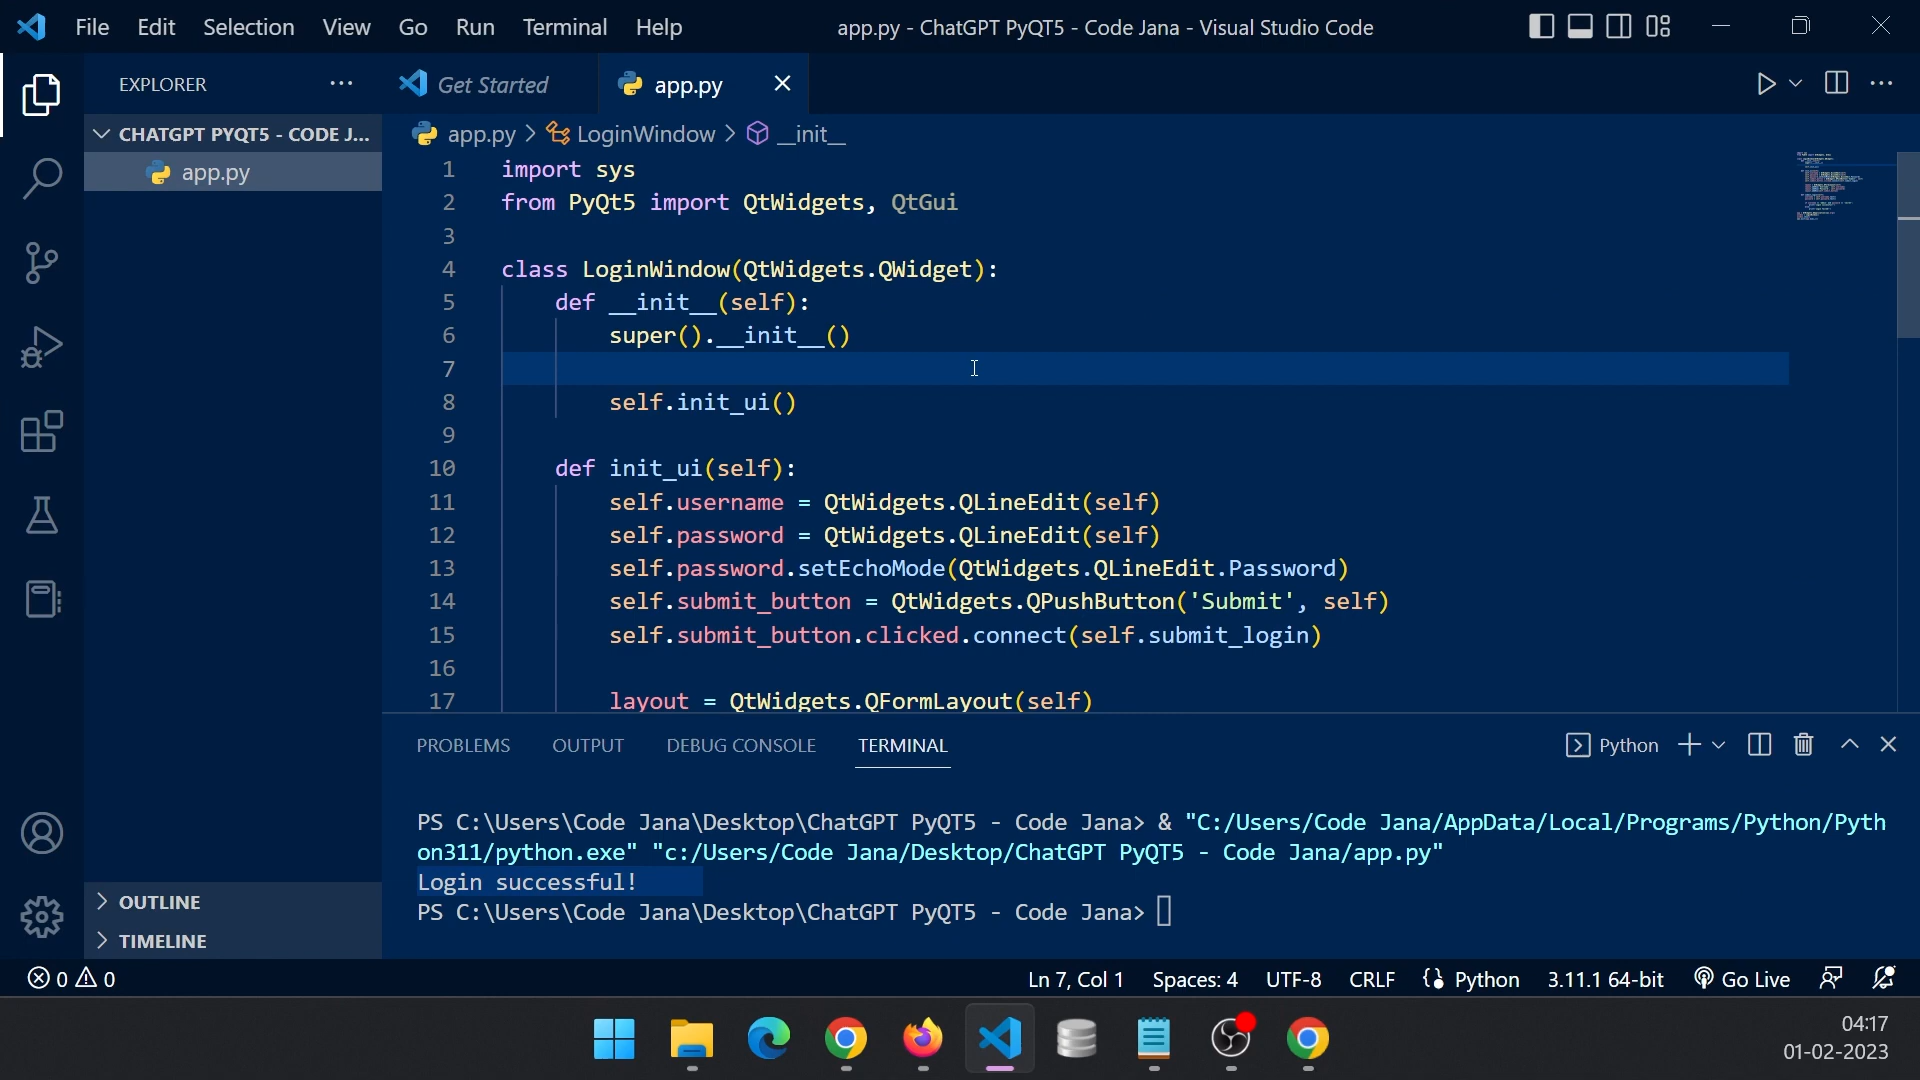 File Edit Selection View Go Run Terminal Help app.py - ChatGPT PyQT5 - Code Jana - Visual Studio Code
EXPLORER
Get Started
app.py
CHATGPT PYQT5 - CODE J...
app.py
app.py > LoginWindow > __init__
1 import sys
2 from PyQt5 import QtWidgets, QtGui
3
4 class LoginWindow(QtWidgets.QWidget):
5 def __init__(self):
6 super().__init__()
7
8 self.init_ui()
9
10 def init_ui(self):
11 self.username = QtWidgets.QLineEdit(self)
12 self.password = QtWidgets.QLineEdit(self)
13 self.password.setEchoMode(QtWidgets.QLineEdit.Password)
14 self.submit_button = QtWidgets.QPushButton('Submit', self)
15 self.submit_button.clicked.connect(self.submit_login)
16
17 layout = QtWidgets.QFormLayout(self)
PROBLEMS OUTPUT DEBUG CONSOLE TERMINAL
Python
PS C:\Users\Code Jana\Desktop\ChatGPT PyQT5 - Code Jana> & "C:/Users/Code Jana/AppData/Local/Programs/Python/Pyth
on311/python.exe" "c:/Users/Code Jana/Desktop/ChatGPT PyQT5 - Code Jana/app.py"
Login successful!
PS C:\Users\Code Jana\Desktop\ChatGPT PyQT5 - Code Jana>
OUTLINE
TIMELINE
0 0
Ln 7, Col 1 Spaces: 4 UTF-8 CRLF Python 3.11.1 64-bit Go Live
04:17
01-02-2023